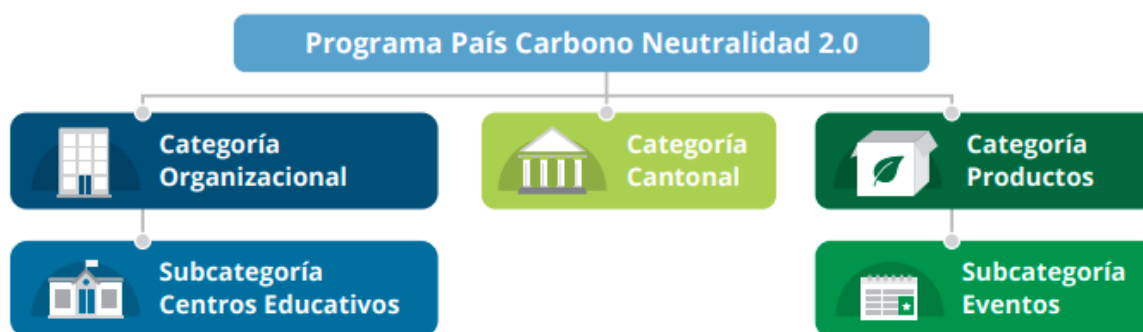 Programa País Carbono Neutralidad 2.0
Categoría
Organizacional
Categoría
Cantonal
Categoría
Productos
Subcategoría
Centros Educativos
Subcategoría
Eventos